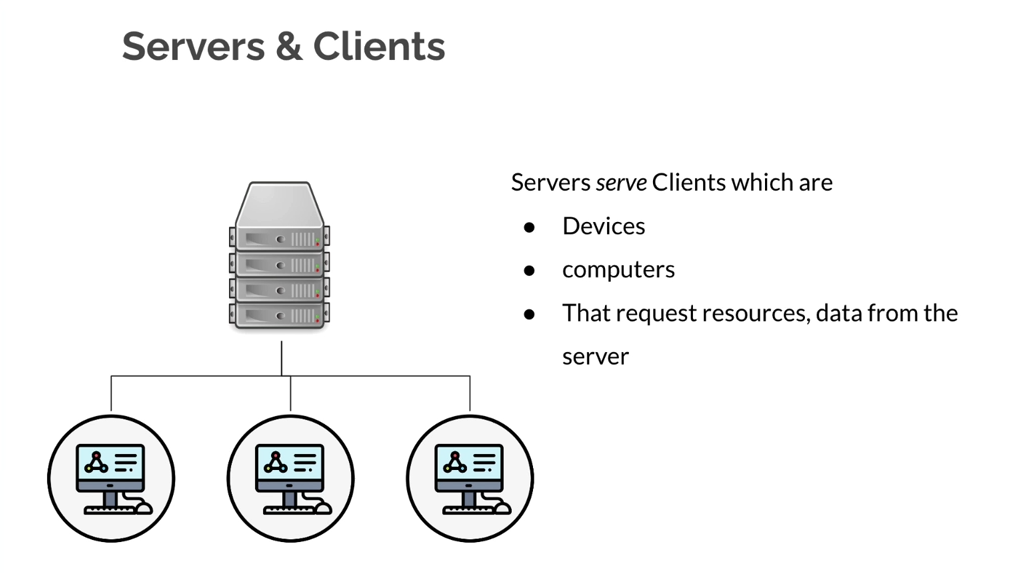 Servers & Clients
Servers serve Clients which are
● Devices
● computers
● That request resources, data from the
server